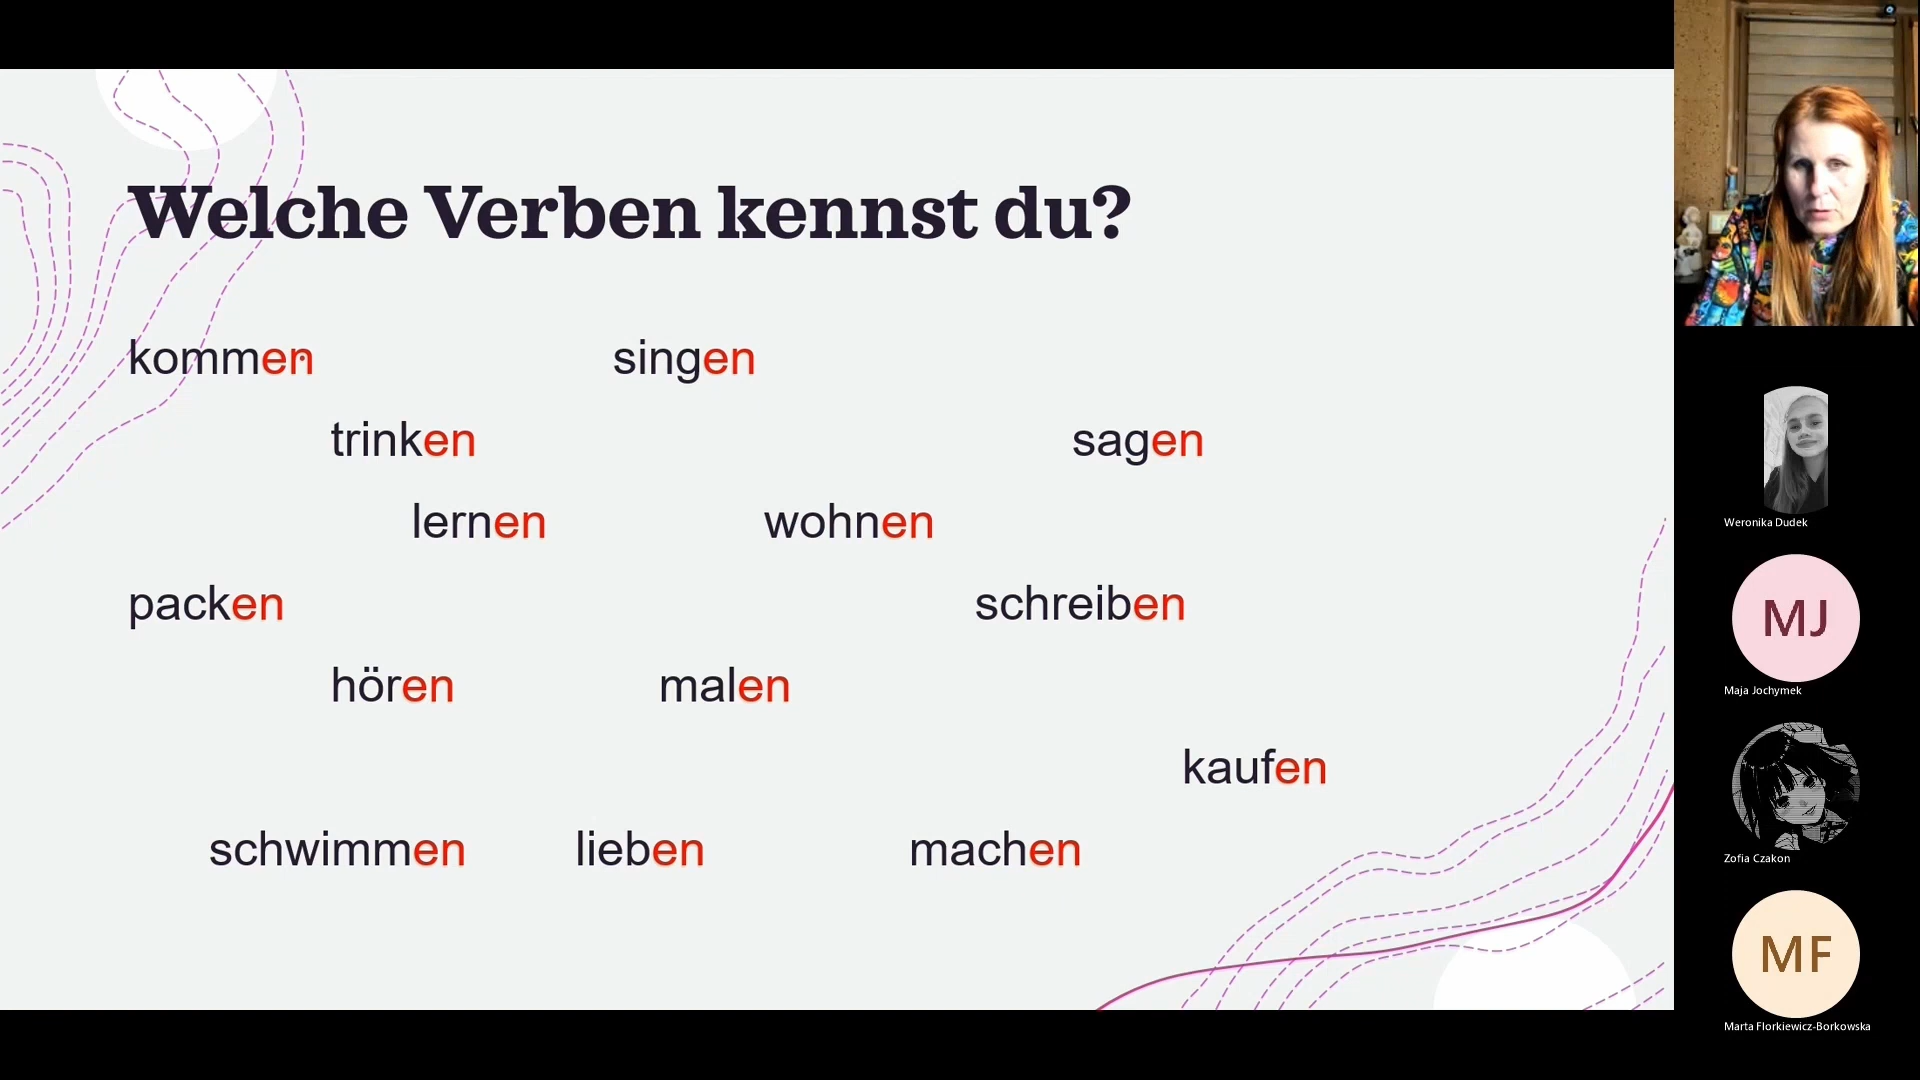 Welche Verben kennst du?
kommen singen
trinken sagen
lernen wohnen
packen schreiben
hören malen
kaufen
schwimmen lieben machen
Weronika Dudek
MJ
Maja Jochymek
Zofia Czakon
MF
Marta Florkiewicz-Borkowska